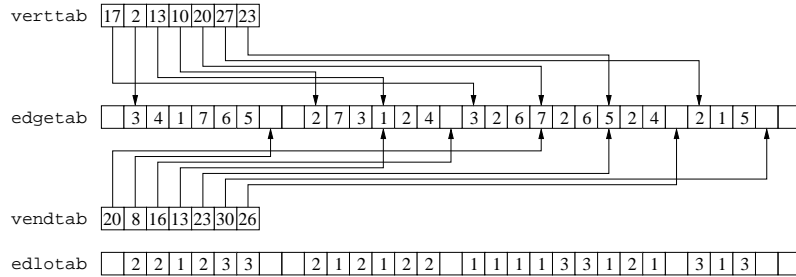 verttab 17 2 13 10 20 27 23
edgetab 3 4 1 7 6 5 2 7 3 1 2 4 3 2 6 7 2 6 5 2 4 2 1 5
vendtab 20 8 16 13 23 30 26
edlotab 2 2 1 2 3 3 2 1 2 1 2 2 1 1 1 1 3 3 1 2 1 3 1 3